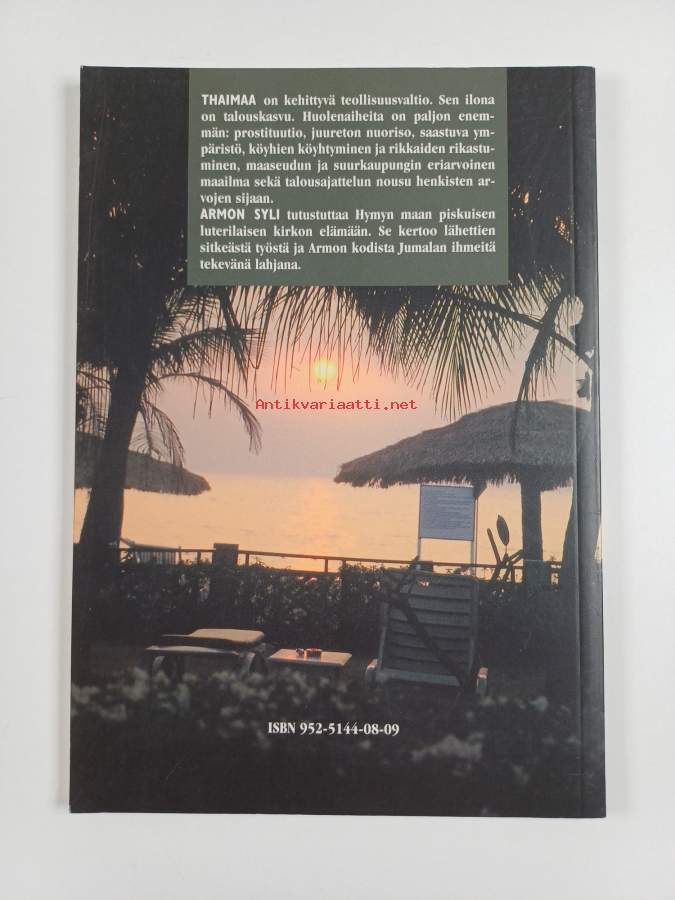 THAIMAA on kehittyvä teollisuusvaltio. Sen ilona
on talouskasvu. Huolenaiheita on paljon enem-
män: prostituutio, juureton nuoriso, saastuva ym-
päristö, köyhien köyhtyminen ja rikkaiden rikastu-
minen, maaseudun ja suurkaupungin eriarvoinen
maailma sekä talousajattelun nousu henkisten ar-
vojen sijaan.
ARMON SYLI tutustuttaa Hymyn maan piskuisen
luterilaisen kirkon elämään. Se kertoo lähettien
sitkeästä työstä ja Armon kodista Jumalan ihmeitä
tekevänä lahjana.
Antikvariaatti.net
ISBN 952-5144-08-09